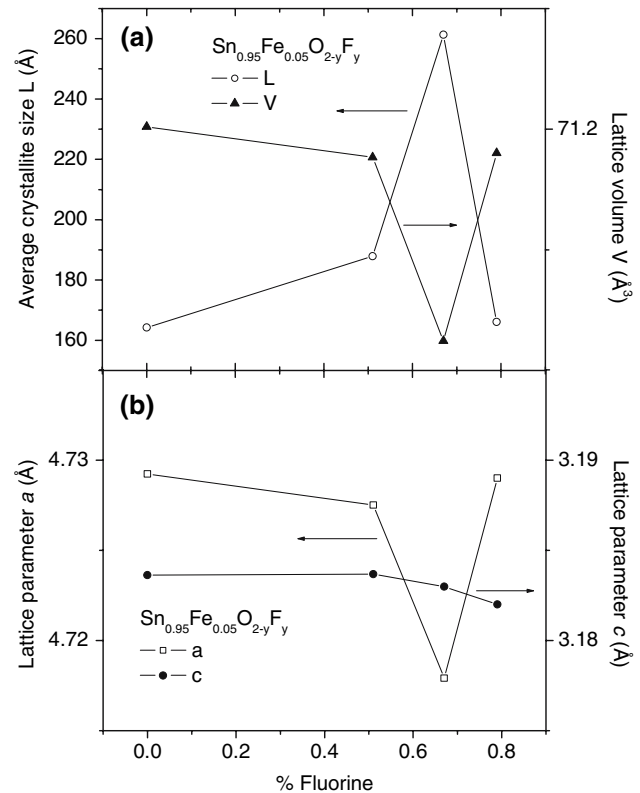 (a)
Sn0.95Fe0.05O2-yFy
L
V
260
240
220
200
180
160
Average crystallite size L (Å)
71.2
Lattice volume V (Å3)
(b)
4.73
4.72
Lattice parameter a (Å)
3.19
3.18
Lattice parameter c (Å)
Sn0.95Fe0.05O2-yFy
a
c
0.0 0.2 0.4 0.6 0.8
% Fluorine